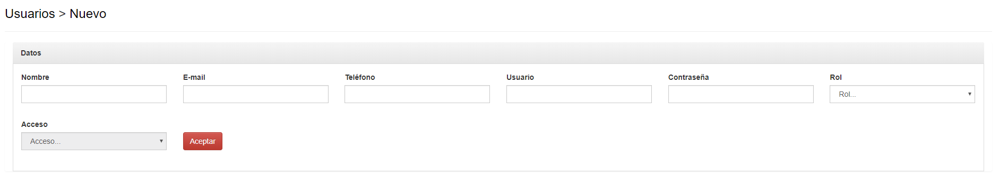 Usuarios > Nuevo
Datos
Nombre E-mail Teléfono Usuario Contraseña Rol
Rol...
Acceso
Acceso... Aceptar